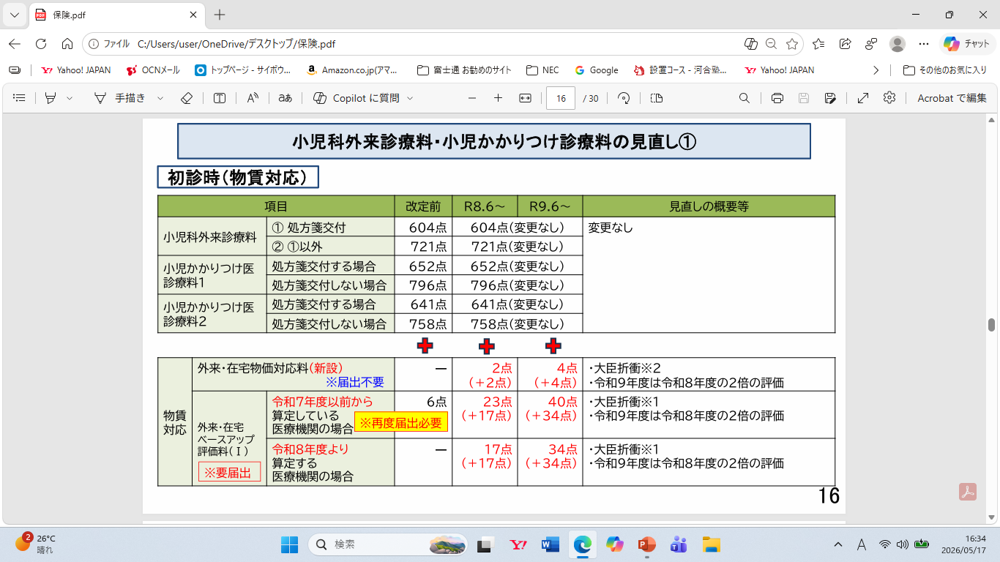 保険.pdf
ファイル C:/Users/user/OneDrive/デスクトップ/保険.pdf
チャット
Yahoo! JAPAN OCNメール トップページ - サイボウ... Amazon.co.jp(アマ... 富士通 お勧めのサイト NEC Google 設置コース - 河合塾... Yahoo! JAPAN その他のお気に入り
手書き aあ Copilot に質問 16 / 30 Acrobat で編集
小児科外来診療料・小児かかりつけ診療料の見直し①
初診時(物賃対応)
項目 改定前 R8.6~ R9.6~ 見直しの概要等
小児科外来診療料 ① 処方箋交付 604点 604点(変更なし) 変更なし
② ①以外 721点 721点(変更なし)
小児かかりつけ医
診療料1
処方箋交付する場合 652点 652点(変更なし)
処方箋交付しない場合 796点 796点(変更なし)
小児かかりつけ医
診療料2
処方箋交付する場合 641点 641点(変更なし)
処方箋交付しない場合 758点 758点(変更なし)
物賃
対応
外来・在宅物価対応料(新設)
※届出不要
ー
2点
(+2点)
4点
(+4点)
・大臣折衝※2
・令和9年度は令和8年度の2倍の評価
外来・在宅
ベースアップ
評価料(Ⅰ)
※要届出
令和7年度以前から
算定している
医療機関の場合
※再度届出必要
6点
23点
(+17点)
40点
(+34点)
・大臣折衝※1
・令和9年度は令和8年度の2倍の評価
令和8年度より
算定する
医療機関の場合
ー
17点
(+17点)
34点
(+34点)
・大臣折衝※1
・令和9年度は令和8年度の2倍の評価
16
2
26°C
晴れ
検索
A
16:34
2026/05/17